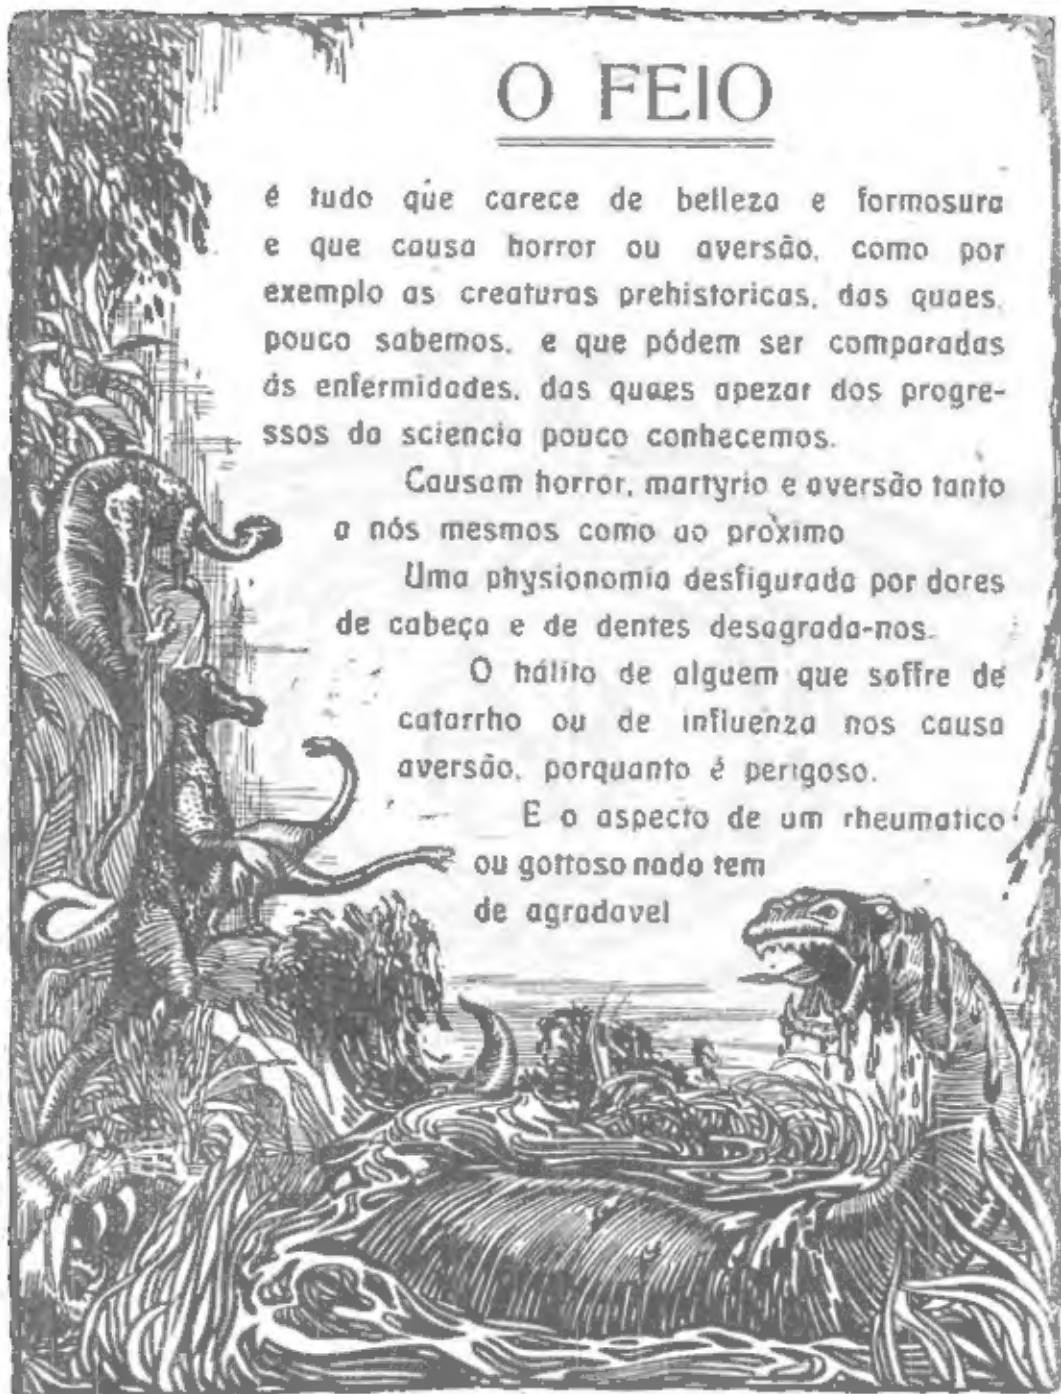 O FEIO
é tudo que carece de belleza e formosura
e que causa horror ou aversão, como por
exemplo as creaturas prehistoricas, das quaes,
pouco sabemos, e que pódem ser comparadas
ás enfermidades, das quaes apezar dos progre-
ssos da sciencia pouco conhecemos.
Causam horror, martyrio e aversão tanto
a nós mesmos como ao proximo
Uma physionomia desfigurada por dores
de cabeça e de dentes desagrada-nos.
O hálito de alguem que soffre de
catarrho ou de influenza nos causa
aversão, porquanto é perigoso.
E o aspecto de um rheumatico
ou gottoso nada tem
de agradavel